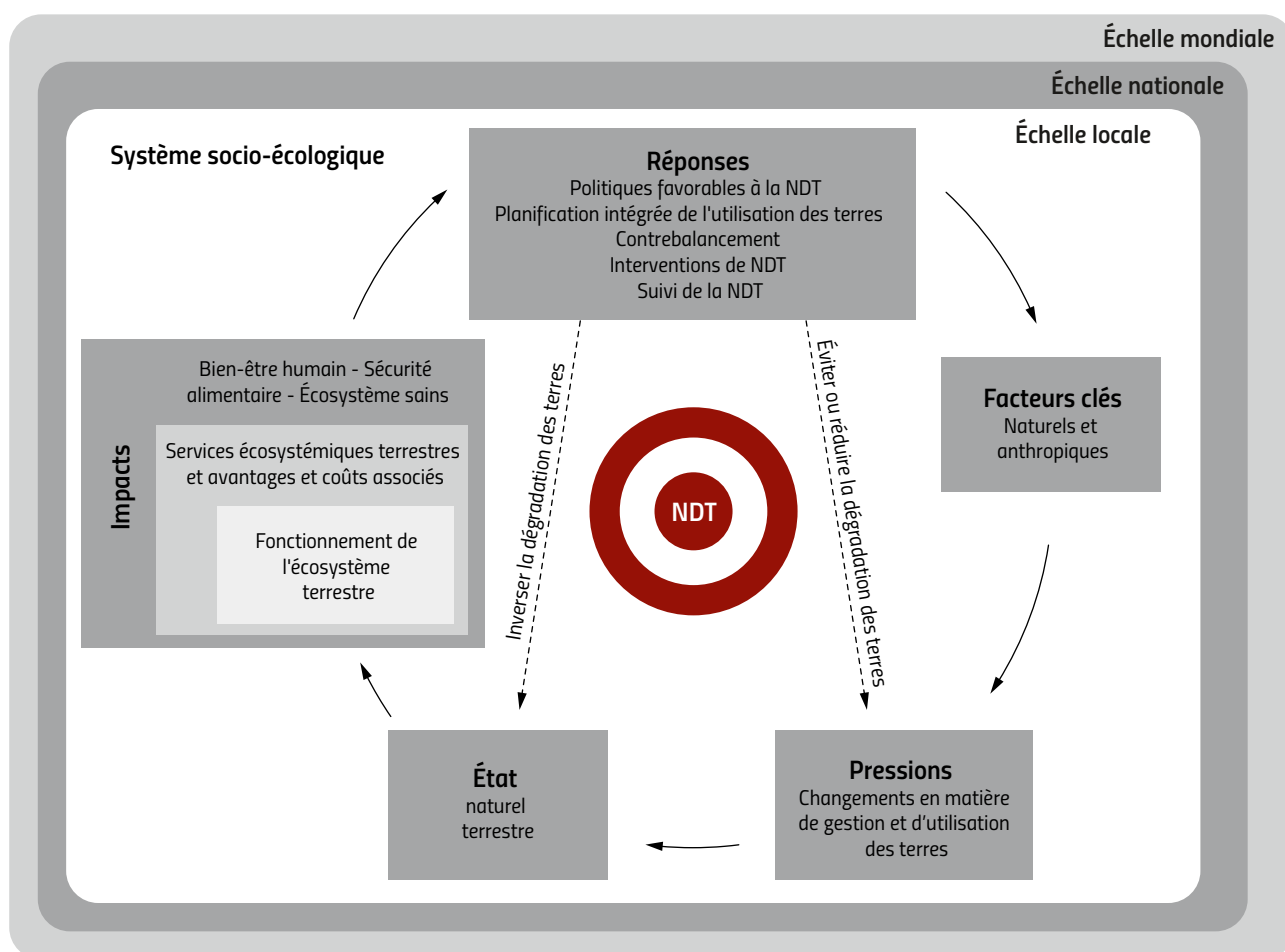 Échelle mondiale
Échelle nationale
Échelle locale
Système socio-écologique
Réponses
Politiques favorables à la NDT
Planification intégrée de l'utilisation des terres
Contrebalancement
Interventions de NDT
Suivi de la NDT
Inverser la dégradation des terres
Éviter ou réduire la dégradation des terres
Impacts
Bien-être humain - Sécurité
alimentaire - Écosystème sains
Services écosystémiques terrestres
et avantages et coûts associés
Fonctionnement de
l'écosystème
terrestre
NDT
Facteurs clés
Naturels et
anthropiques
État
naturel
terrestre
Pressions
Changements en matière
de gestion et d'utilisation
des terres